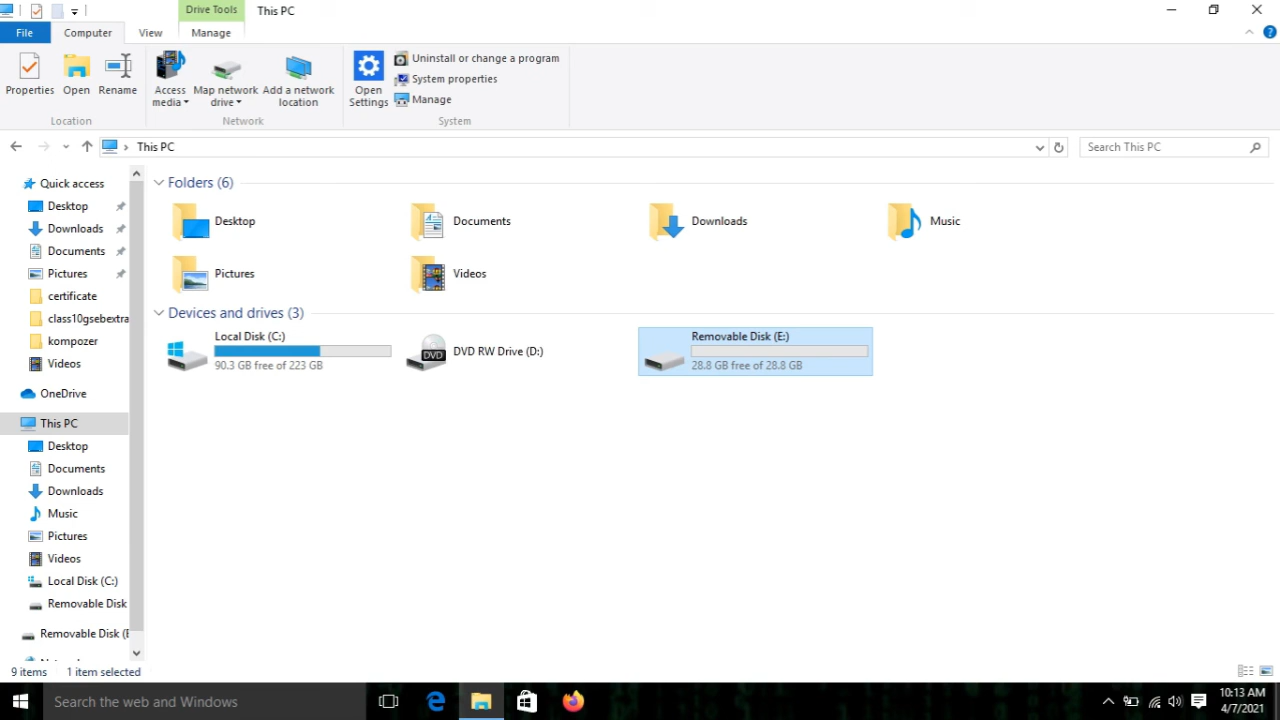 Drive Tools
This PC
File
Computer
View
Manage
Properties
Open
Rename
Access
media
Map network
drive
Add a network
location
Open
Settings
Uninstall or change a program
System properties
Manage
Location
Network
System
This PC
Search This PC
Quick access
Desktop
Downloads
Documents
Pictures
certificate
class10gsebextra
kompozer
Videos
OneDrive
This PC
Desktop
Documents
Downloads
Music
Pictures
Videos
Local Disk (C:)
Removable Disk
Removable Disk (E
Folders (6)
Desktop
Documents
Downloads
Music
Pictures
Videos
Devices and drives (3)
Local Disk (C:)
90.3 GB free of 223 GB
DVD
DVD RW Drive (D:)
Removable Disk (E:)
28.8 GB free of 28.8 GB
9 items
1 item selected
Search the web and Windows
10:13 AM
4/7/2021